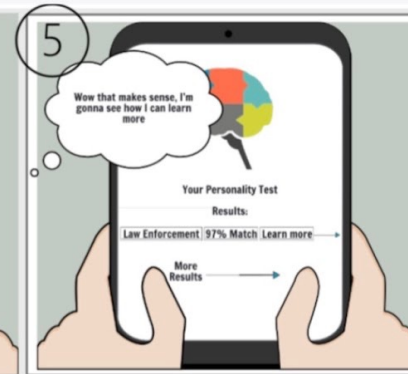 5
Wow that makes sense, I'm
gonna see how I can learn
more
Your Personality Test
Results:
Law Enforcement 97% Match Learn more
More
Results